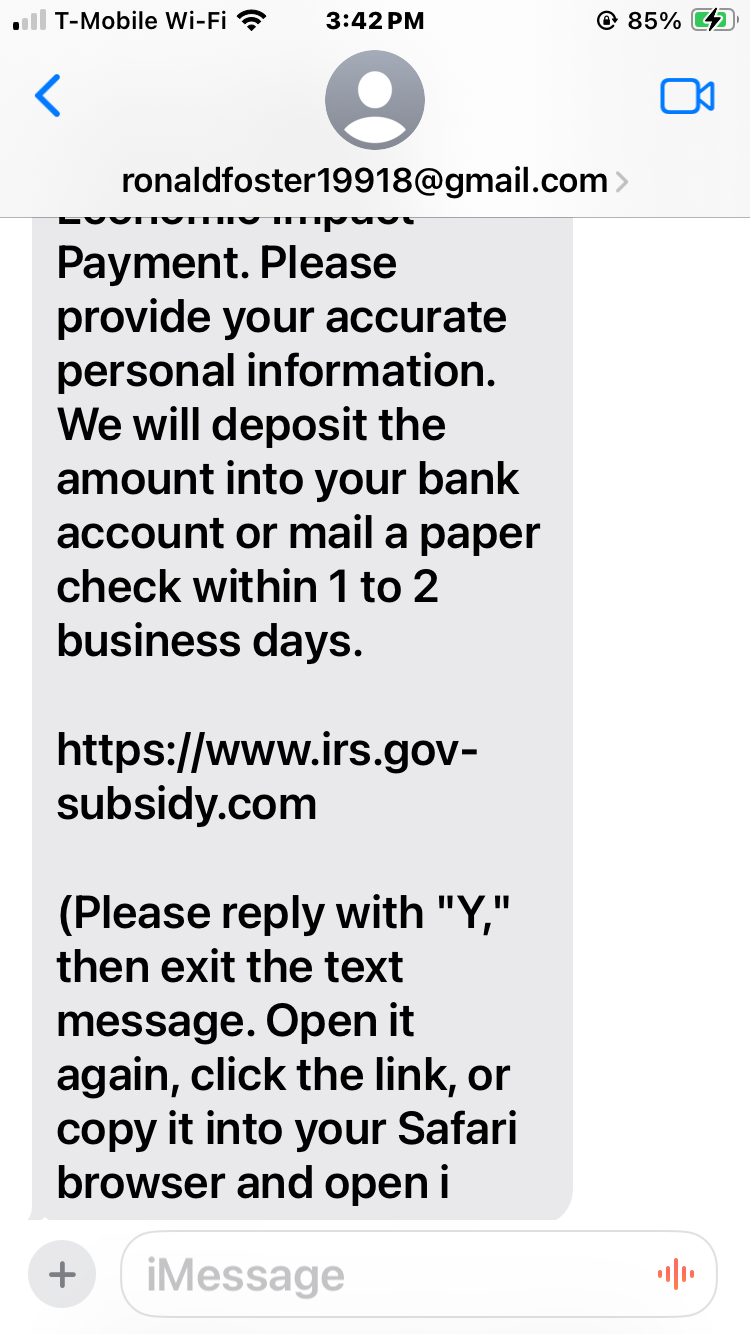 T-Mobile Wi-Fi 3:42 PM 85%
ronaldfoster19918@gmail.com
Economic Impact
Payment. Please
provide your accurate
personal information.
We will deposit the
amount into your bank
account or mail a paper
check within 1 to 2
business days.
https://www.irs.gov-
subsidy.com
(Please reply with "Y,"
then exit the text
message. Open it
again, click the link, or
copy it into your Safari
browser and open i
iMessage